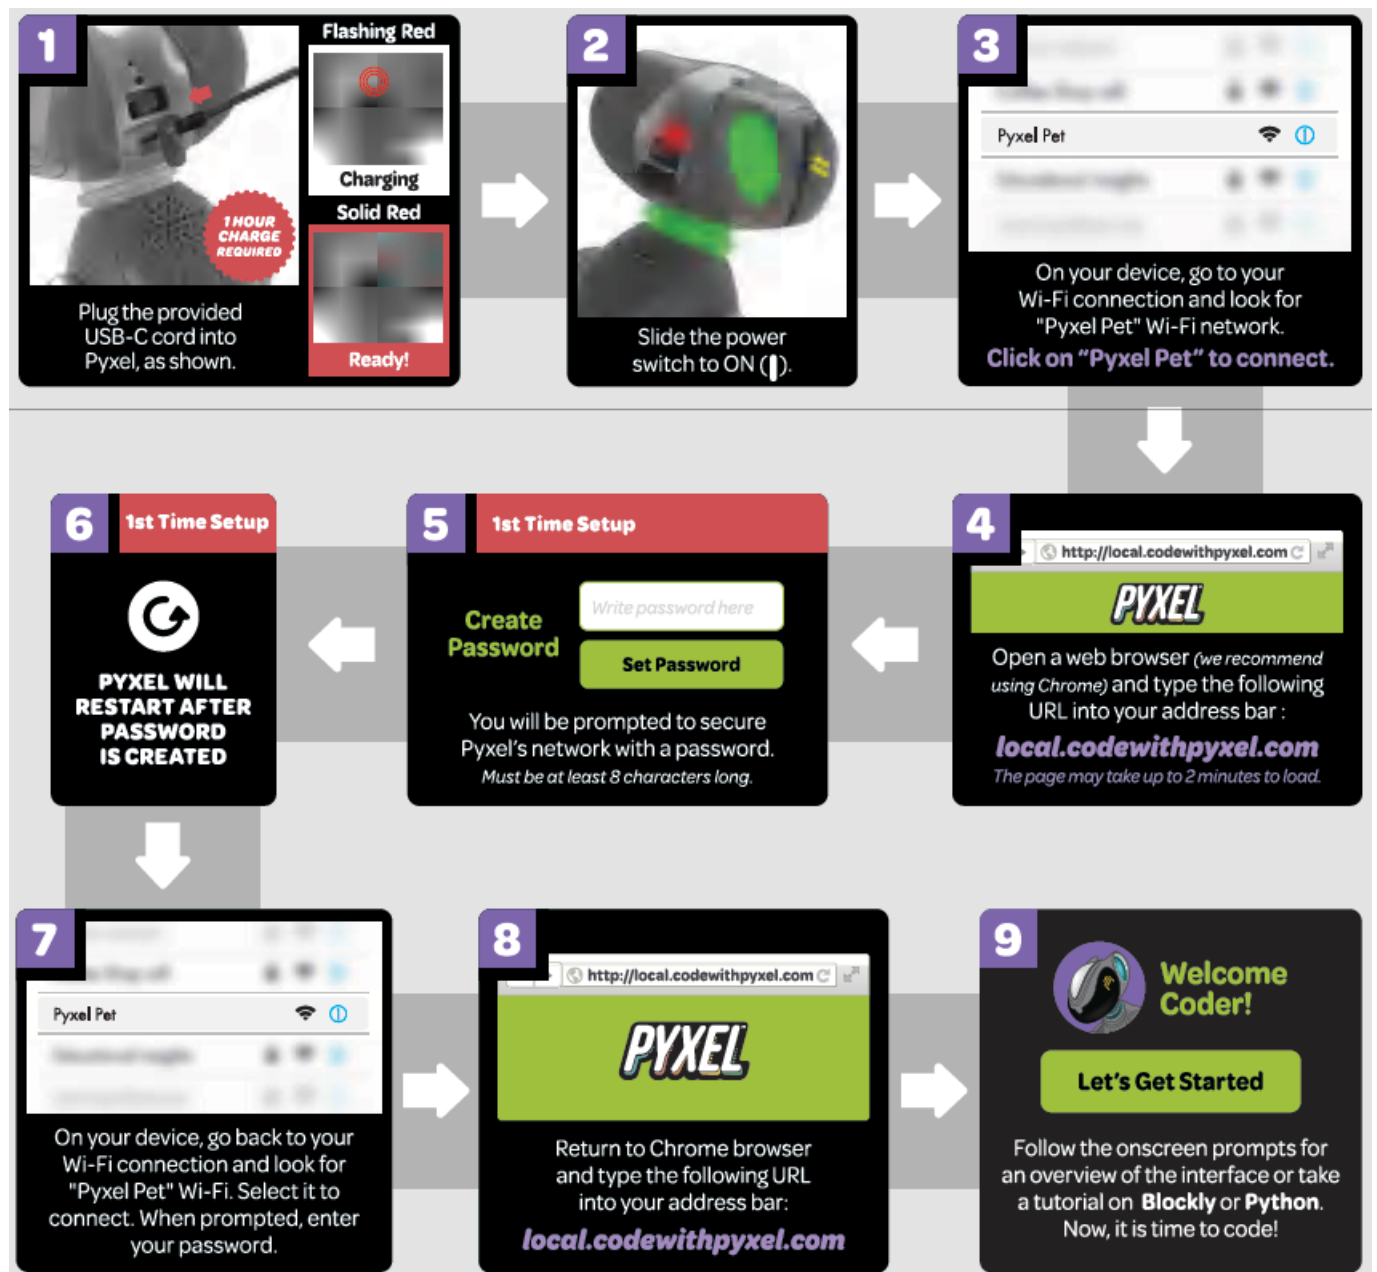 1
Flashing Red
Charging
Solid Red
Ready!
1 HOUR
CHARGE
REQUIRED
Plug the provided
USB-C cord into
Pyxel, as shown.
2
Slide the power
switch to ON (|).
3
Pyxel Pet
On your device, go to your
Wi-Fi connection and look for
"Pyxel Pet" Wi-Fi network.
Click on “Pyxel Pet” to connect.
4
http://local.codewithpyxel.com
PYXEL
Open a web browser (we recommend
using Chrome) and type the following
URL into your address bar :
local.codewithpyxel.com
The page may take up to 2 minutes to load.
5
1st Time Setup
Create
Password
Write password here
Set Password
You will be prompted to secure
Pyxel's network with a password.
Must be at least 8 characters long.
6
1st Time Setup
PYXEL WILL
RESTART AFTER
PASSWORD
IS CREATED
7
Pyxel Pet
On your device, go back to your
Wi-Fi connection and look for
"Pyxel Pet" Wi-Fi. Select it to
connect. When prompted, enter
your password.
8
http://local.codewithpyxel.com
PYXEL
Return to Chrome browser
and type the following URL
into your address bar:
local.codewithpyxel.com
9
Welcome
Coder!
Let's Get Started
Follow the onscreen prompts for
an overview of the interface or take
a tutorial on Blockly or Python.
Now, it is time to code!